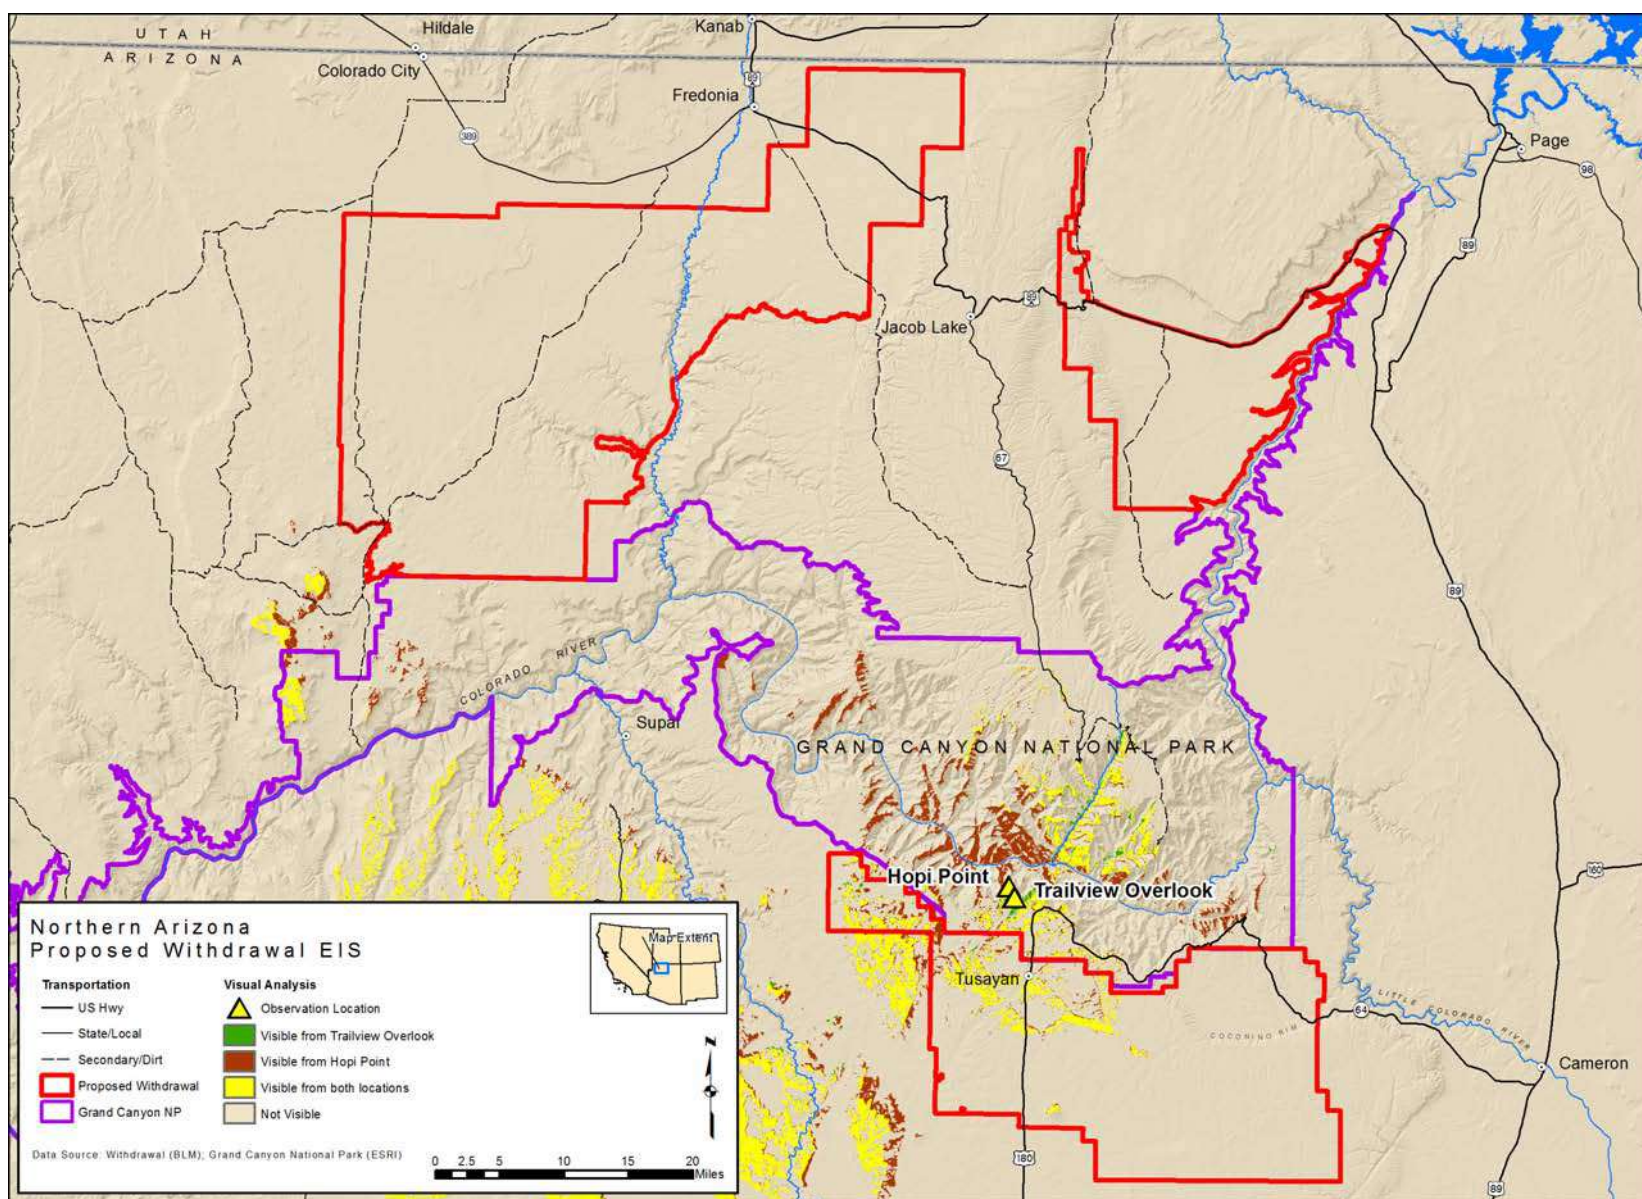 UTAH
ARIZONA
Hildale
Colorado City
Kanab
89
Fredonia
389
Page
98
89
Jacob Lake
89
67
89
COLORADO RIVER
Supai
GRAND CANYON NATIONAL PARK
Hopi Point
Trailview Overlook
160
Tusayan
LITTLE COLORADO RIVER
64
COCONINO RIM
Cameron
180
89
Northern Arizona
Proposed Withdrawal EIS
Map Extent
Transportation
US Hwy
State/Local
Secondary/Dirt
Proposed Withdrawal
Grand Canyon NP
Visual Analysis
Observation Location
Visible from Trailview Overlook
Visible from Hopi Point
Visible from both locations
Not Visible
N
Data Source: Withdrawal (BLM); Grand Canyon National Park (ESRI)
0 2.5 5 10 15 20
Miles